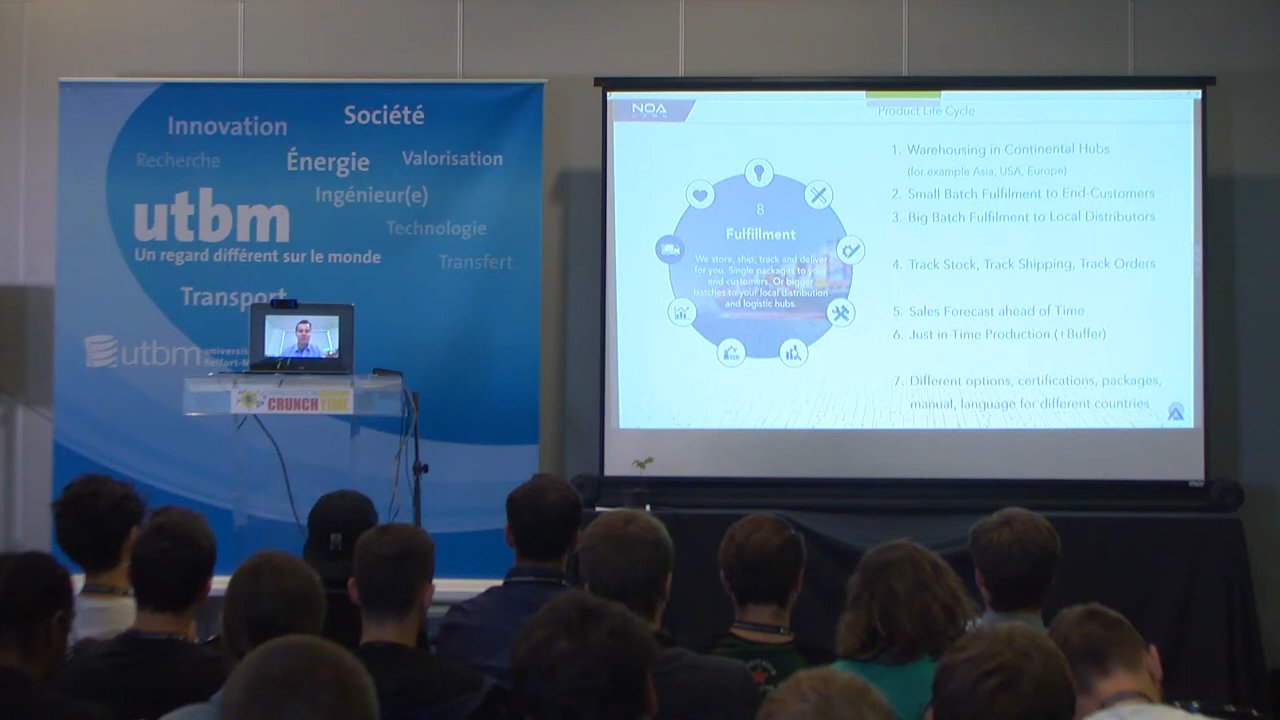 Innovation
Société
Recherche
Énergie
Valorisation
Ingénieur(e)
utbm
Technologie
Un regard différent sur le monde
Transfert
Transport
utbm
CRUNCH
TIME
NOA
Product Life Cycle
8
Fulfillment
We store, ship, track and deliver
for you. Single packages to your
end customers. Or bigger
batches to your local distribution
and logistic hubs.
1. Warehousing in Continental Hubs
(for example Asia, USA, Europe)
2. Small Batch Fulfilment to End-Customers
3. Big Batch Fulfilment to Local Distributors
4. Track Stock, Track Shipping, Track Orders
5. Sales Forecast ahead of Time
6. Just in Time Production (+Buffer)
7. Different options, certifications, packages,
manual, language for different countries